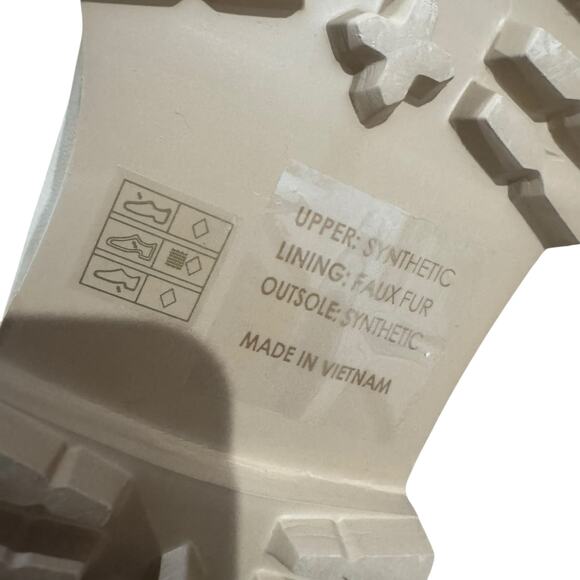 UPPER: SYNTHETIC
LINING: FAUX FUR
OUTSOLE: SYNTHETIC
MADE IN VIETNAM